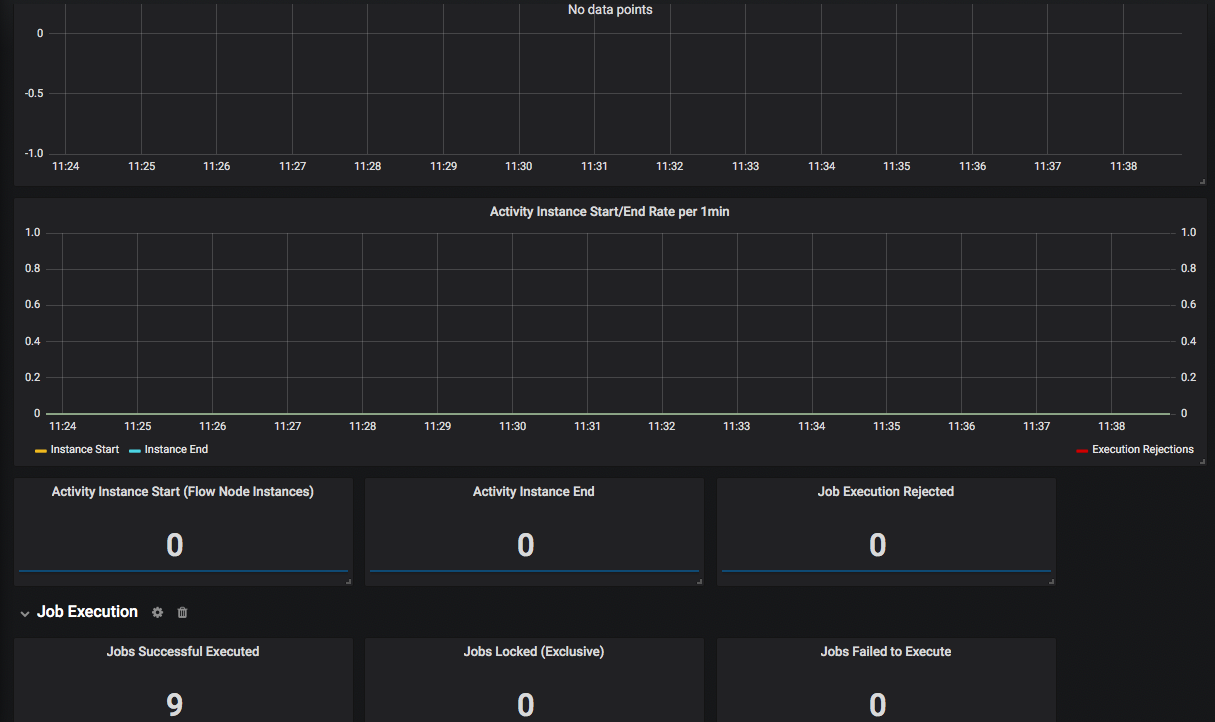 No data points
0
-0.5
-1.0
11:24 11:25 11:26 11:27 11:28 11:29 11:30 11:31 11:32 11:33 11:34 11:35 11:36 11:37 11:38
Activity Instance Start/End Rate per 1min
1.0 1.0
0.8 0.8
0.6 0.6
0.4 0.4
0.2 0.2
0 0
11:24 11:25 11:26 11:27 11:28 11:29 11:30 11:31 11:32 11:33 11:34 11:35 11:36 11:37 11:38
Instance Start Instance End Execution Rejections
Activity Instance Start (Flow Node Instances) Activity Instance End Job Execution Rejected
0 0 0
Job Execution
Jobs Successful Executed Jobs Locked (Exclusive) Jobs Failed to Execute
9 0 0